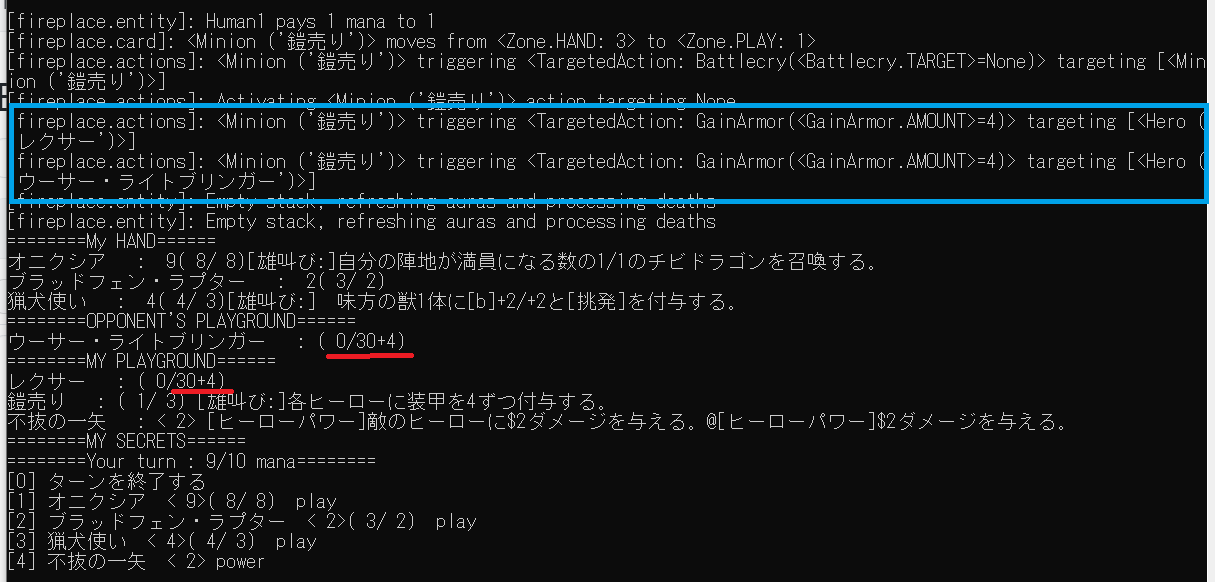 [fireplace.entity]: Human1 pays 1 mana to 1
[fireplace.card]: <Minion ('鎧売り')> moves from <Zone.HAND: 3> to <Zone.PLAY: 1>
[fireplace.actions]: <Minion ('鎧売り')> triggering <TargetedAction: Battlecry(<Battlecry.TARGET>=None)> targeting [<Min
ion ('鎧売り')>]
[fireplace.actions]: Activating <Minion ('鎧売り')> action targeting None
fireplace.actions]: <Minion ('鎧売り')> triggering <TargetedAction: GainArmor(<GainArmor.AMOUNT>=4)> targeting [<Hero (
レクサー')>]
fireplace.actions]: <Minion ('鎧売り')> triggering <TargetedAction: GainArmor(<GainArmor.AMOUNT>=4)> targeting [<Hero (
ウーサー・ライトブリンガー')>]
[fireplace.entity]: Empty stack, refreshing auras and processing deaths
[fireplace.entity]: Empty stack, refreshing auras and processing deaths
========My HAND======
オニクシア　: 9( 8/ 8)[雄叫び:]自分の陣地が満員になる数の1/1のチビドラゴンを召喚する。
ブラッドフェン・ラプター　: 2( 3/ 2)
猟犬使い　: 4( 4/ 3)[雄叫び:]　味方の獣1体に[b]+2/+2と[挑発]を付与する。
========OPPONENT'S PLAYGROUND======
ウーサー・ライトブリンガー　: ( 0/30+4)
========MY PLAYGROUND======
レクサー　: ( 0/30+4)
鎧売り　: ( 1/ 3) [雄叫び:]各ヒーローに装甲を4ずつ付与する。
不抜の一矢　: < 2> [ヒーローパワー]敵のヒーローに$2ダメージを与える。@[ヒーローパワー]$2ダメージを与える。
========MY SECRETS======
========Your turn : 9/10 mana========
[0] ターンを終了する
[1] オニクシア　< 9>( 8/ 8)　play
[2] ブラッドフェン・ラプター　< 2>( 3/ 2)　play
[3] 猟犬使い　< 4>( 4/ 3)　play
[4] 不抜の一矢　< 2> power